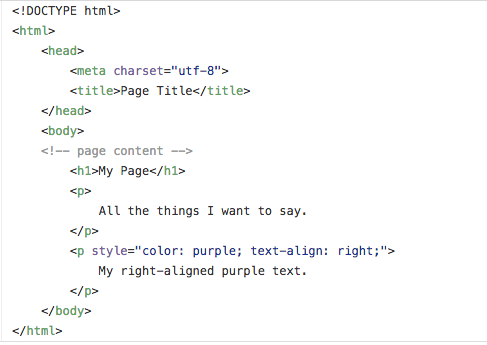 <!DOCTYPE html>
<html>
    <head>
        <meta charset="utf-8">
        <title>Page Title</title>
    </head>
    <body>
    <!-- page content -->
        <h1>My Page</h1>
        <p>
            All the things I want to say.
        </p>
        <p style="color: purple; text-align: right;">
            My right-aligned purple text.
        </p>
    </body>
</html>